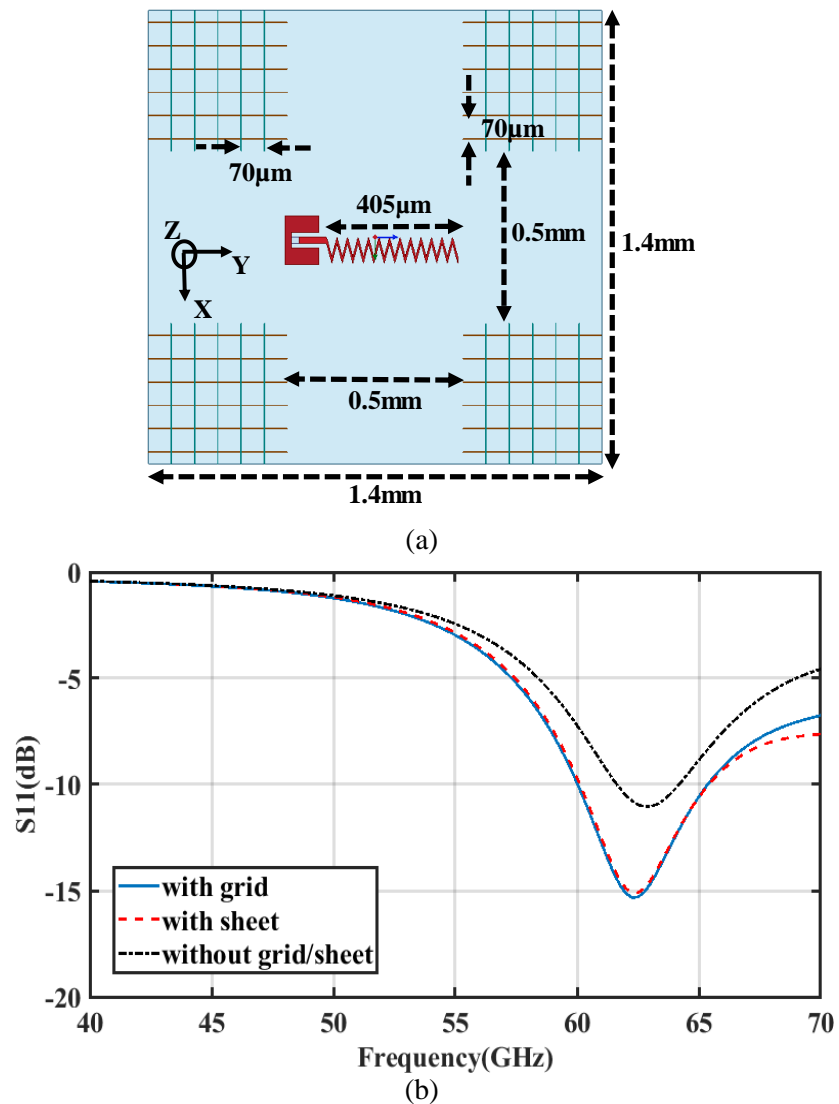 70µm
70µm
405µm
0.5mm
1.4mm
Z
Y
X
0.5mm
1.4mm
(a)
0
-5
-10
-15
-20
S11(dB)
with grid
with sheet
without grid/sheet
40 45 50 55 60 65 70
Frequency(GHz)
(b)